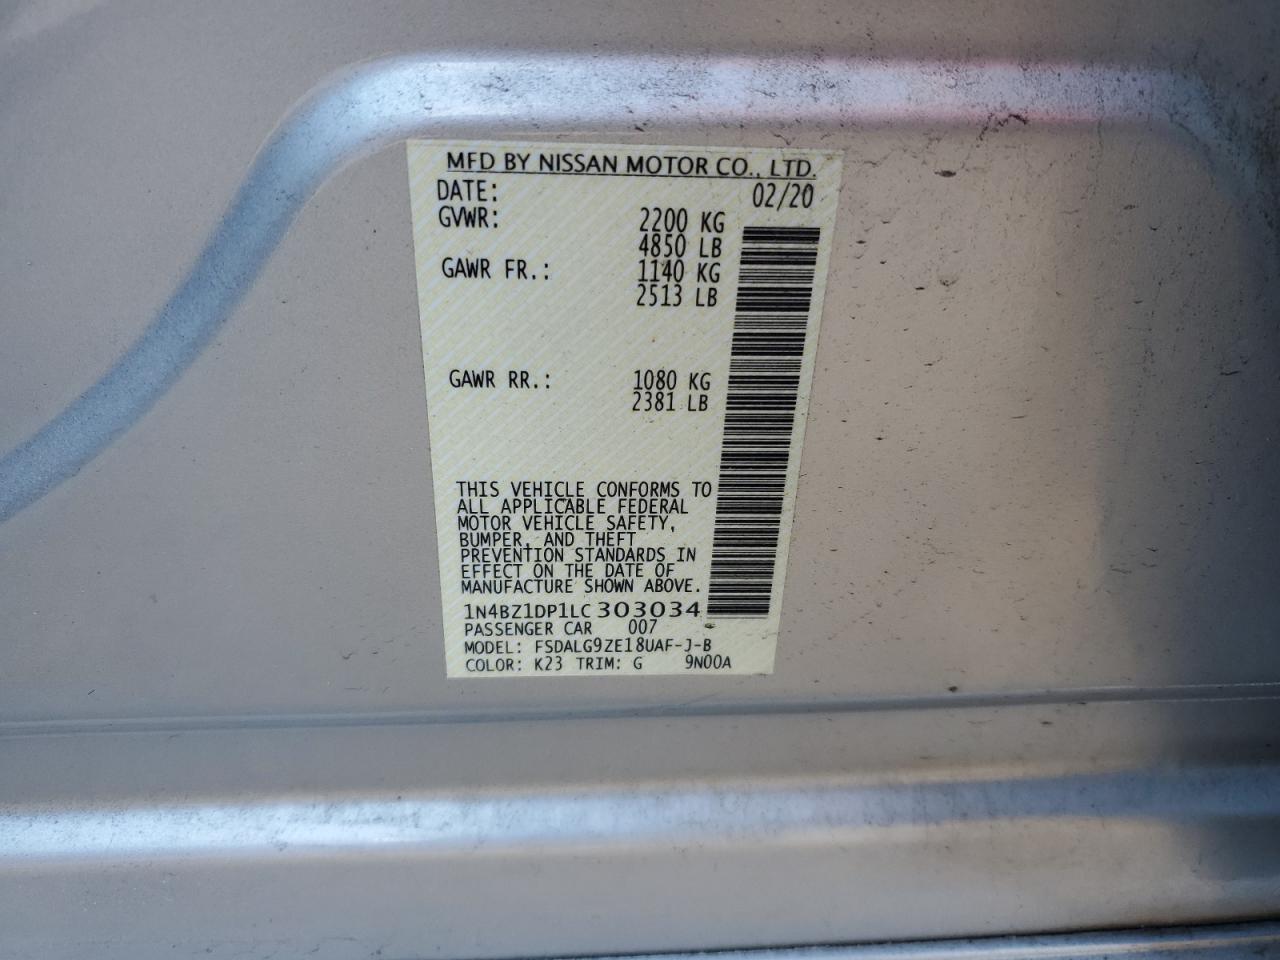 MFD BY NISSAN MOTOR CO., LTD.
DATE: 02/20
GVWR: 2200 KG
4850 LB
GAWR FR.: 1140 KG
2513 LB
GAWR RR.: 1080 KG
2381 LB
THIS VEHICLE CONFORMS TO
ALL APPLICABLE FEDERAL
MOTOR VEHICLE SAFETY,
BUMPER, AND THEFT
PREVENTION STANDARDS IN
EFFECT ON THE DATE OF
MANUFACTURE SHOWN ABOVE.
1N4BZ1DP1LC303034
PASSENGER CAR 007
MODEL: FSDALG9ZE18UAF-J-B
COLOR: K23 TRIM: G 9N00A